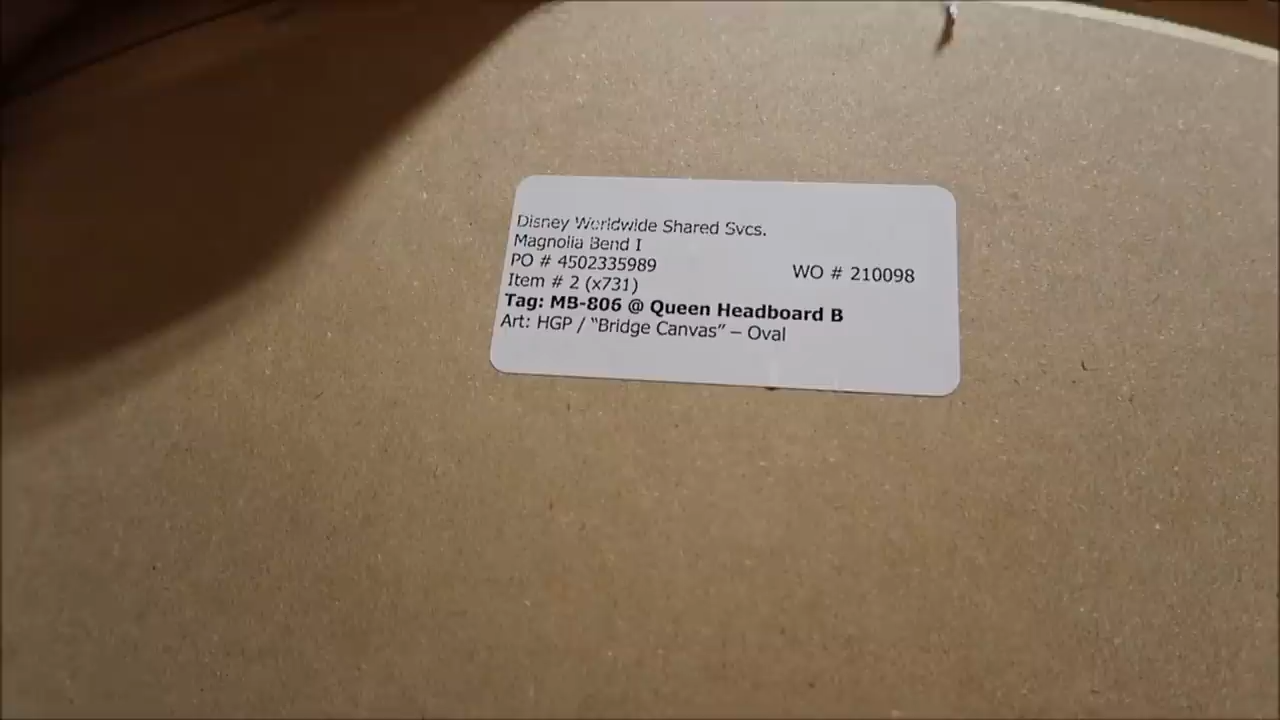 Disney Worldwide Shared Svcs.
Magnolia Bend I
PO # 4502335989 WO # 210098
Item # 2 (x731)
Tag: MB-806 @ Queen Headboard B
Art: HGP / “Bridge Canvas” – Oval